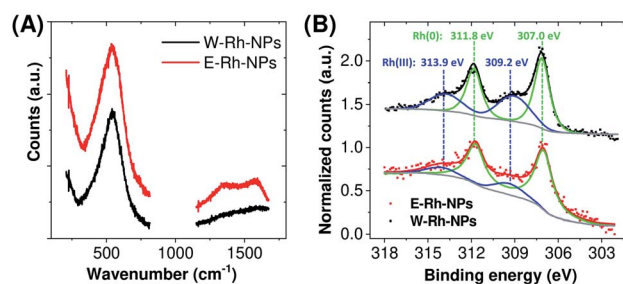 (A)
W-Rh-NPs
E-Rh-NPs
Counts (a.u.)
0 500 1000 1500
Wavenumber (cm⁻¹)
(B)
Rh(0): 311.8 eV 307.0 eV
Rh(III): 313.9 eV 309.2 eV
2.0
1.5
1.0
0.5
0.0
Normalized counts (a.u.)
E-Rh-NPs
W-Rh-NPs
318 315 312 309 306 303
Binding energy (eV)